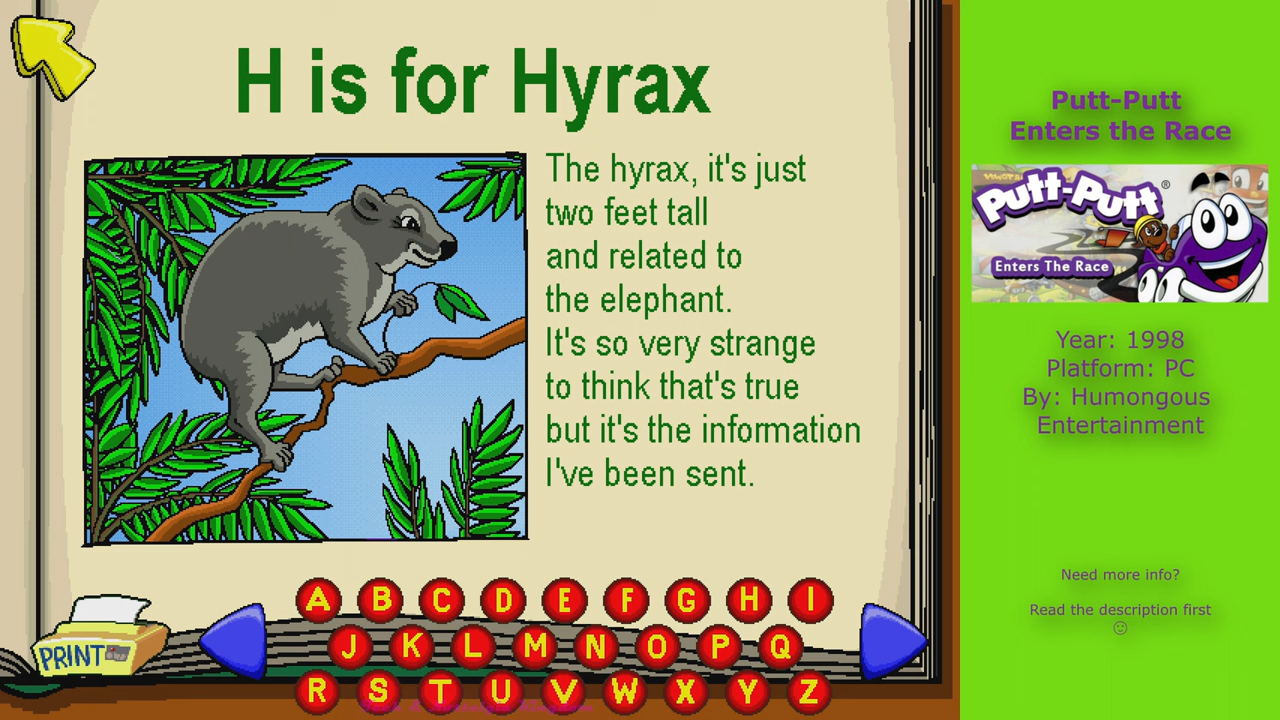 H is for Hyrax
The hyrax, it's just
two feet tall
and related to
the elephant.
It's so very strange
to think that's true
but it's the information
I've been sent.
PRINT
A B C D E F G H I
J K L M N O P Q
R S T U V W X Y Z
Putt-Putt
Enters the Race
Putt-Putt®
Enters The Race
Year: 1998
Platform: PC
By: Humongous
Entertainment
Need more info?
Read the description first